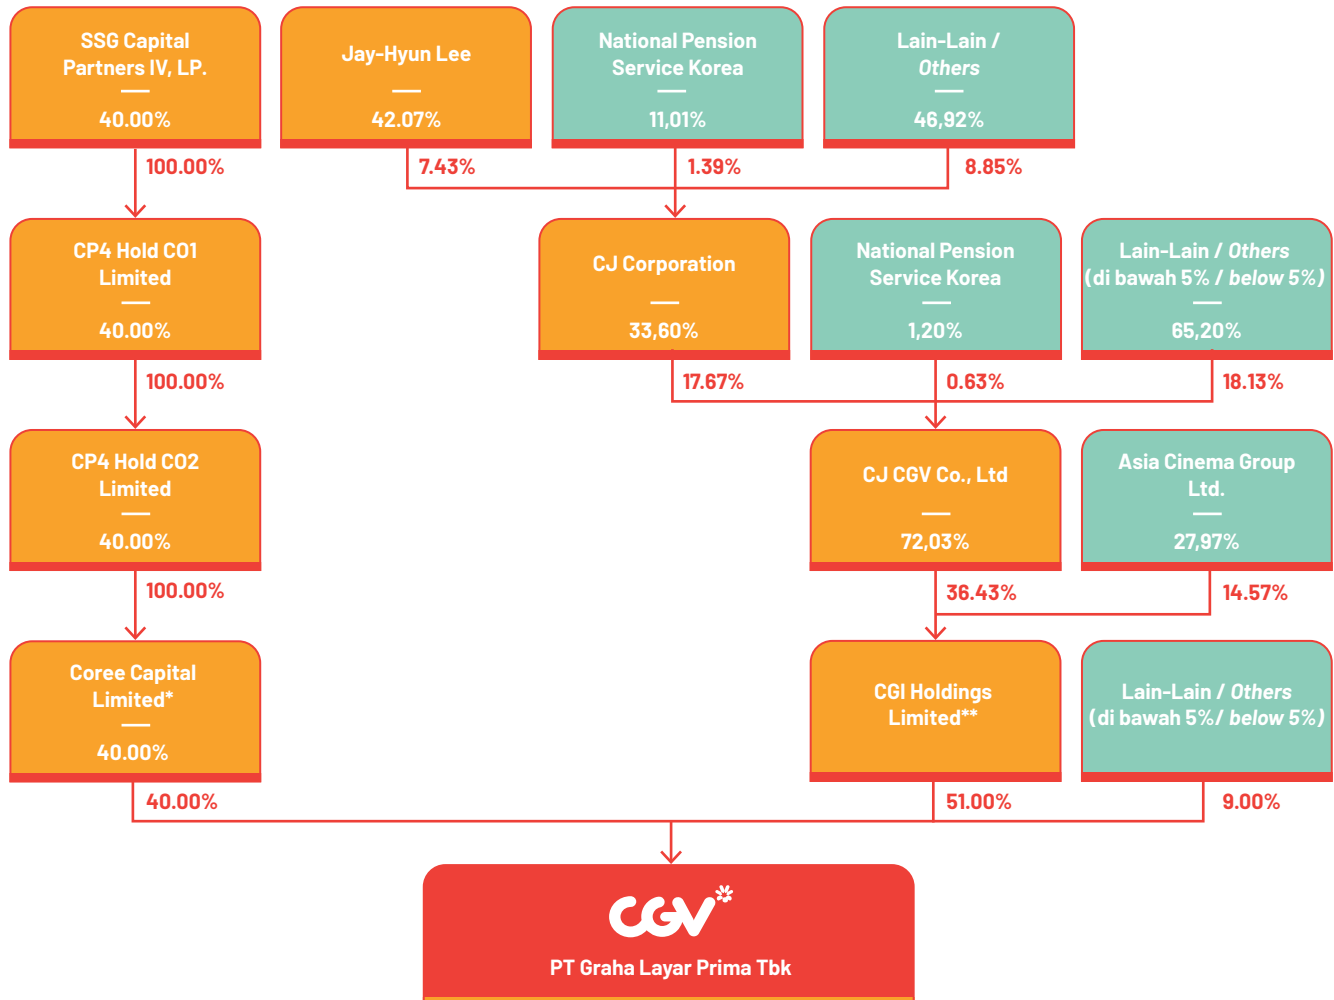 SSG Capital
Partners IV, LP.
40.00%
Jay-Hyun Lee
42.07%
National Pension
Service Korea
11,01%
Lain-Lain /
Others
46,92%
100.00%
7.43%
1.39%
8.85%
CP4 Hold CO1
Limited
40.00%
CJ Corporation
33,60%
National Pension
Service Korea
1,20%
Lain-Lain / Others
(di bawah 5% / below 5%)
65,20%
100.00%
17.67%
0.63%
18.13%
CP4 Hold CO2
Limited
40.00%
CJ CGV Co., Ltd
72,03%
Asia Cinema Group
Ltd.
27,97%
100.00%
36.43%
14.57%
Coree Capital
Limited*
40.00%
CGI Holdings
Limited**
Lain-Lain / Others
(di bawah 5%/ below 5%)
40.00%
51.00%
9.00%
CGV
PT Graha Layar Prima Tbk